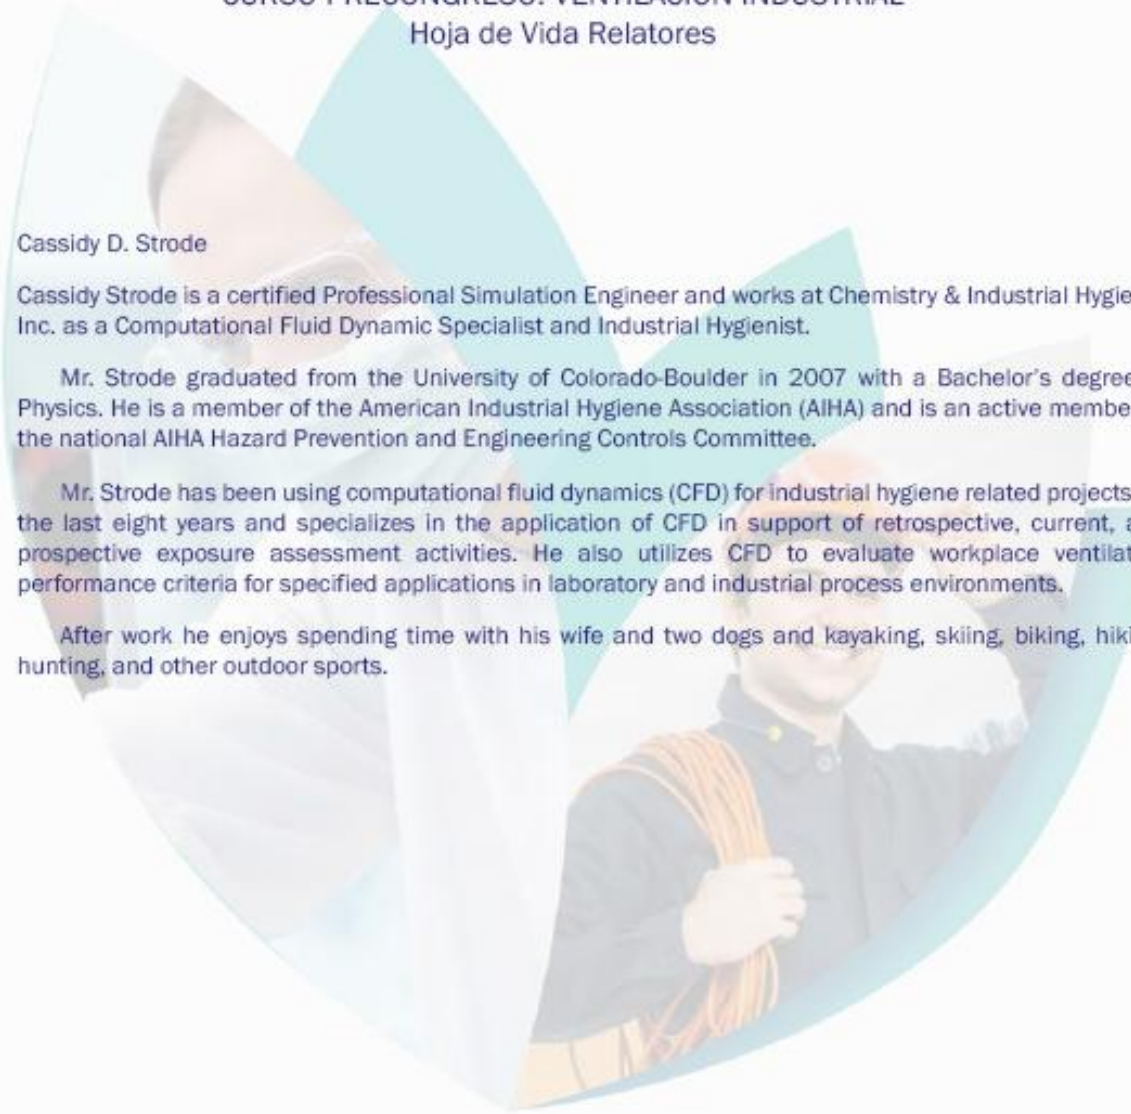 CURSO PRECONGRESO: VENTILACIÓN INDUSTRIAL
Hoja de Vida Relatores
Cassidy D. Strode
Cassidy Strode is a certified Professional Simulation Engineer and works at Chemistry & Industrial
Inc. as a Computational Fluid Dynamic Specialist and Industrial Hygienist.
Mr. Strode graduated from the University of Colorado-Boulder in 2007 with a Bachelor's degree
Physics. He is a member of the American Industrial Hygiene Association (AIHA) and is an active
the national AIHA Hazard Prevention and Engineering Controls Committee.
Mr. Strode has been using computational fluid dynamics (CFD) for industrial hygiene related projects
the last eight years and specializes in the application of CFD in support of retrospective, current,
prospective exposure assessment activities. He also utilizes CFD to evaluate workplace
performance criteria for specified applications in laboratory and industrial process environments.
After work he enjoys spending time with his wife and two dogs and kayaking, skiing, biking,
hunting, and other outdoor sports.